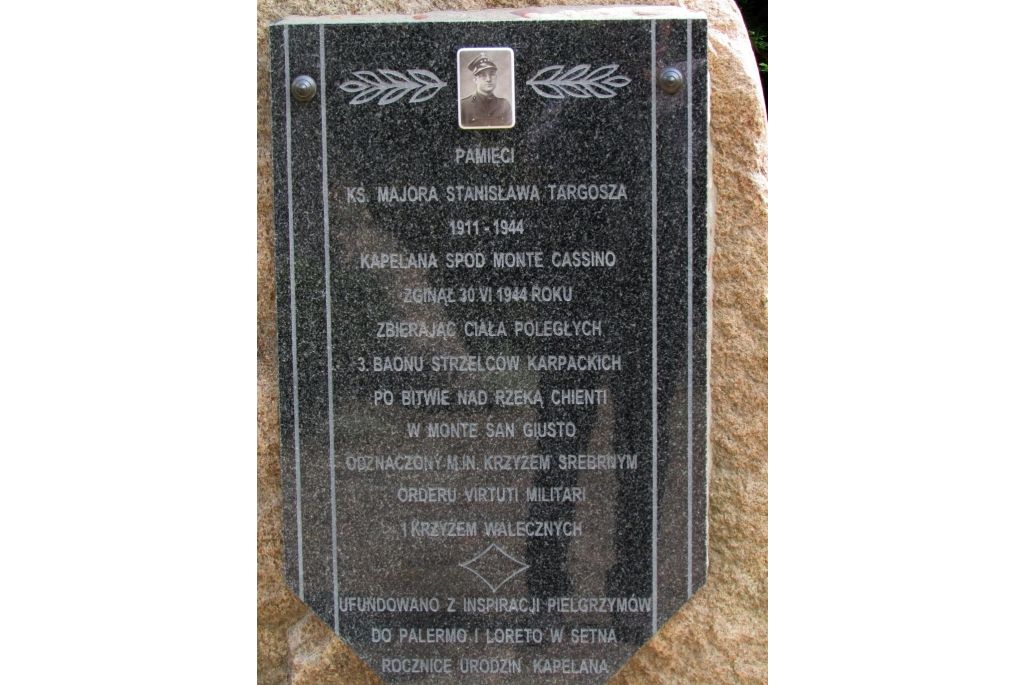 PAMIĘCI
KS. MAJORA STANISŁAWA TARGOSZA
1911 - 1944
KAPELANA SPOD MONTE CASSINO
ZGINĄŁ 30 VI 1944 ROKU
ZBIERAJĄC CIAŁA POLEGŁYCH
3. BAONU STRZELCÓW KARPACKICH
PO BITWIE NAD RZEKĄ CHIENTI
W MONTE SAN GIUSTO
ODZNACZONY M.IN. KRZYŻEM SREBRNYM
ORDERU VIRTUTI MILITARI
I KRZYŻEM WALECZNYCH
UFUNDOWANO Z INSPIRACJI PIELGRZYMÓW
DO PALERMO I LORETO W SETNĄ
ROCZNICĘ URODZIN KAPELANA